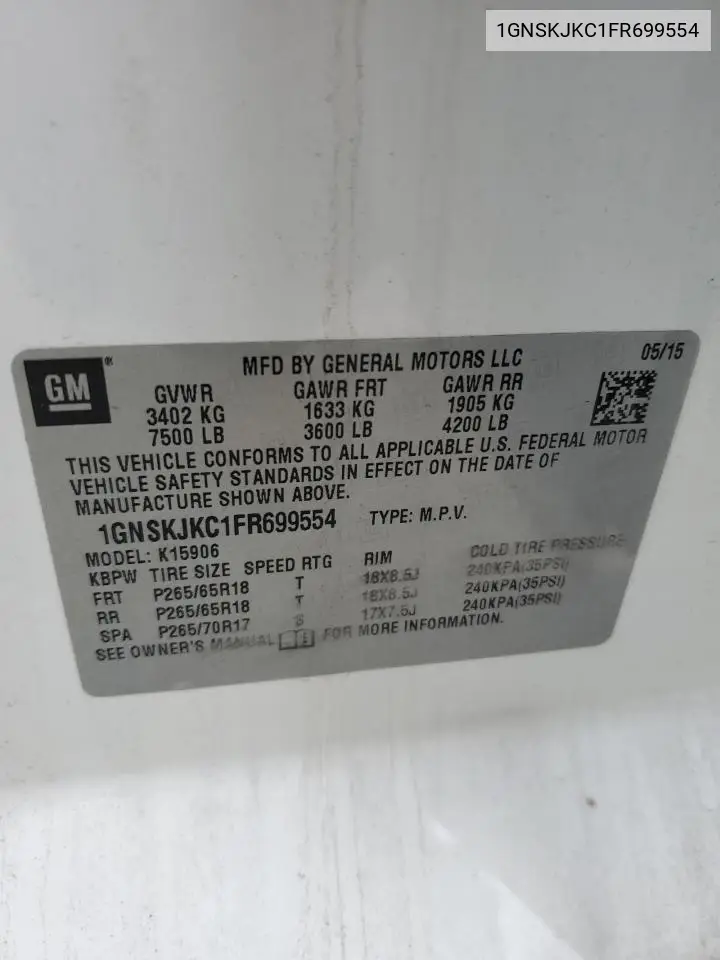 1GNSKJKC1FR699554
GM®
MFD BY GENERAL MOTORS LLC
05/15
GVWR GAWR FRT GAWR RR
3402 KG 1633 KG 1905 KG
7500 LB 3600 LB 4200 LB
THIS VEHICLE CONFORMS TO ALL APPLICABLE U.S. FEDERAL MOTOR
VEHICLE SAFETY STANDARDS IN EFFECT ON THE DATE OF
MANUFACTURE SHOWN ABOVE.
1GNSKJKC1FR699554 TYPE: M.P.V.
MODEL: K15906
KBPW TIRE SIZE SPEED RTG RIM COLD TIRE PRESSURE
FRT P265/65R18 T 18X8.5J 240KPA(35PSI)
RR P265/65R18 T 18X8.5J 240KPA(35PSI)
SPA P265/70R17 S 17X7.5J 240KPA(35PSI)
SEE OWNER'S MANUAL FOR MORE INFORMATION.